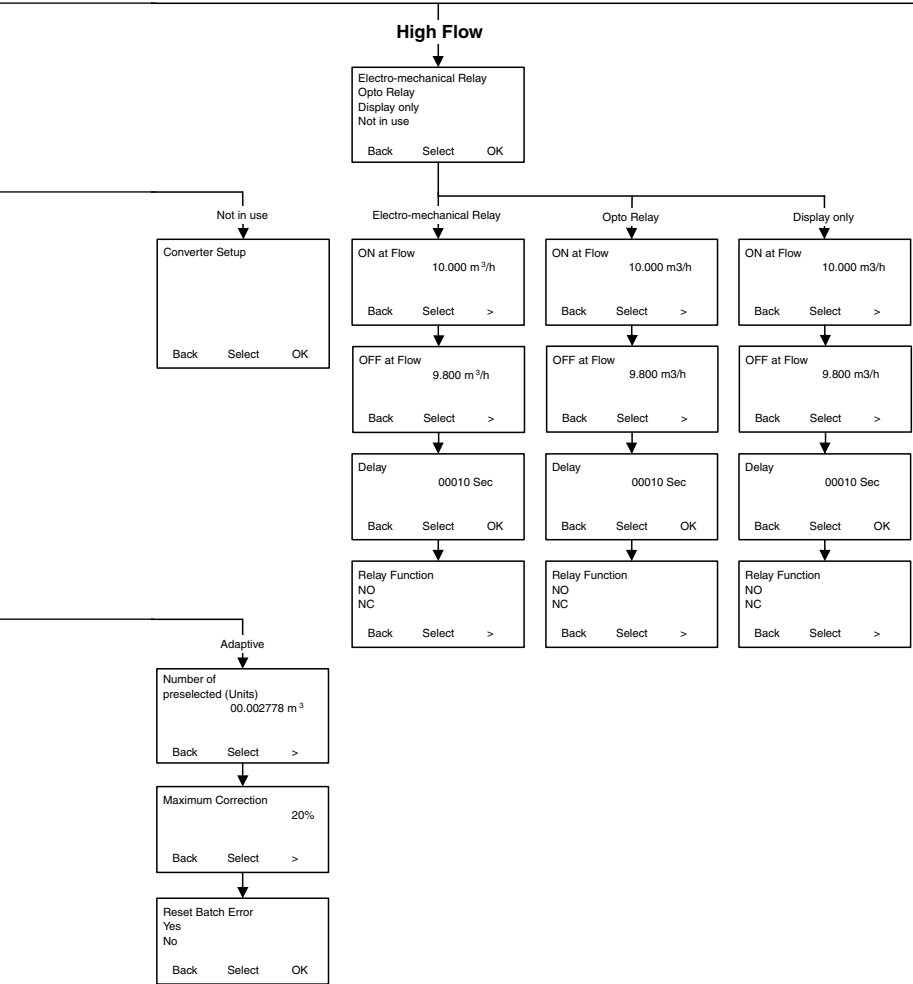 High Flow
Electro-mechanical Relay
Opto Relay
Display only
Not in use
Back Select OK
Not in use
Converter Setup
Back Select OK
Electro-mechanical Relay
ON at Flow
10.000 m³/h
Back Select >
OFF at Flow
9.800 m³/h
Back Select >
Delay
00010 Sec
Back Select OK
Relay Function
NO
NC
Back Select >
Opto Relay
ON at Flow
10.000 m3/h
Back Select >
OFF at Flow
9.800 m3/h
Back Select >
Delay
00010 Sec
Back Select OK
Relay Function
NO
NC
Back Select >
Display only
ON at Flow
10.000 m3/h
Back Select >
OFF at Flow
9.800 m3/h
Back Select >
Delay
00010 Sec
Back Select OK
Relay Function
NO
NC
Back Select >
Adaptive
Number of
preselected (Units)
00.002778 m³
Back Select >
Maximum Correction
20%
Back Select >
Reset Batch Error
Yes
No
Back Select OK